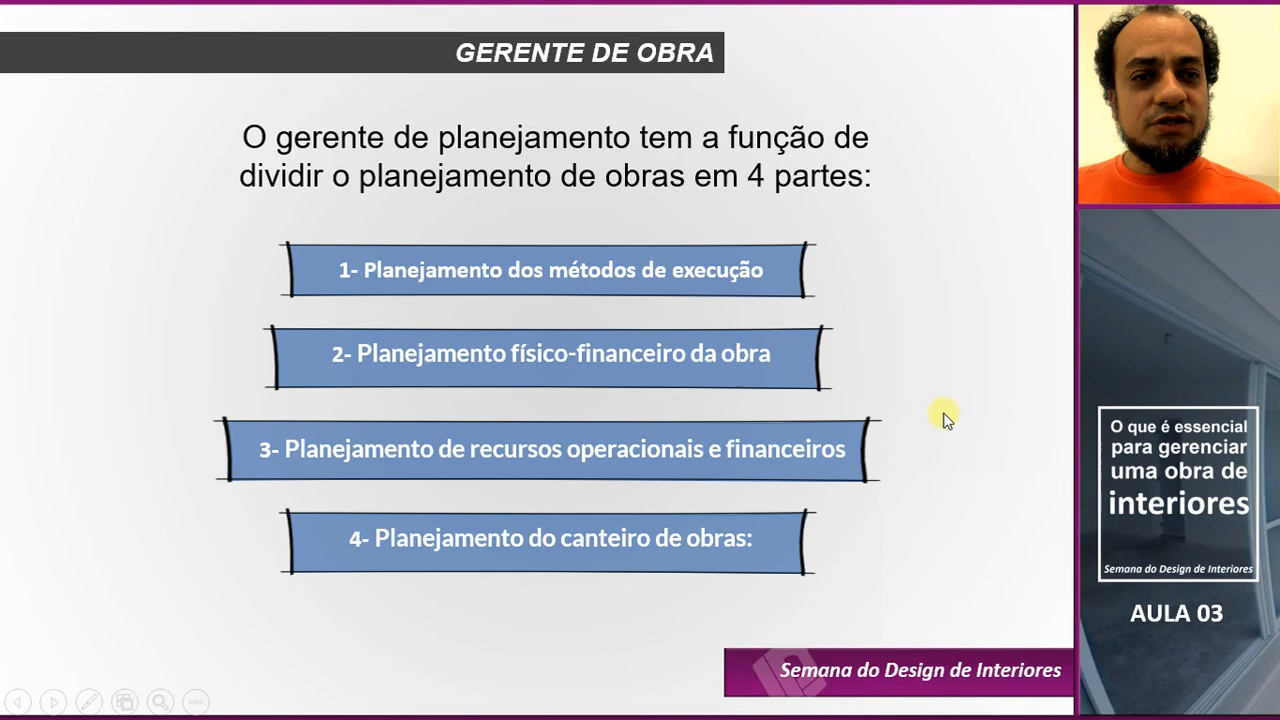 GERENTE DE OBRA
O gerente de planejamento tem a função de
dividir o planejamento de obras em 4 partes:
1- Planejamento dos métodos de execução
2- Planejamento físico-financeiro da obra
3- Planejamento de recursos operacionais e financeiros
4- Planejamento do canteiro de obras:
Semana do Design de Interiores
O que é essencial
para gerenciar
uma obra de
interiores
Semana do Design de Interiores
AULA 03